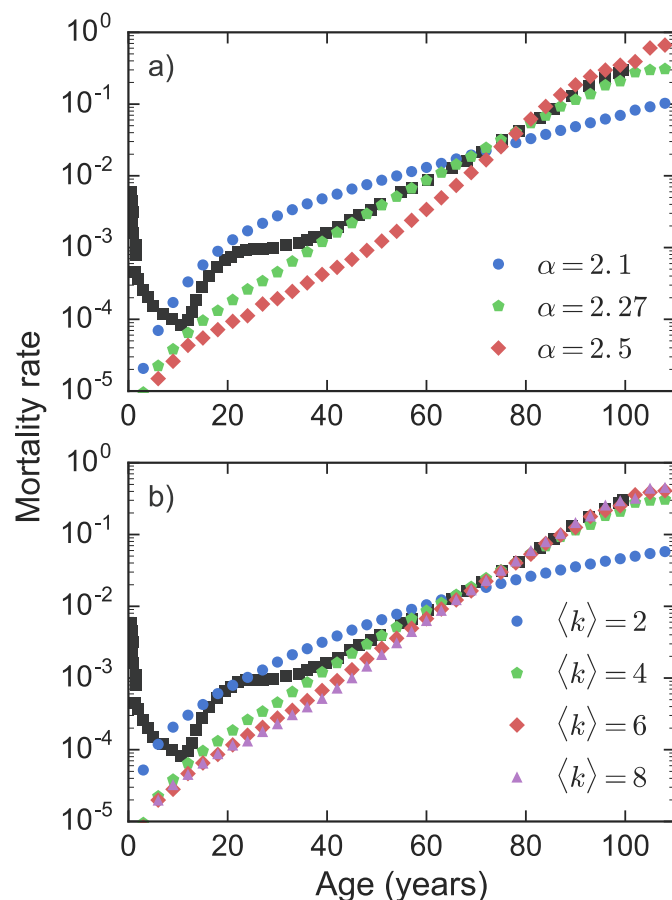 a)
10^0
10^-1
10^-2
10^-3
10^-4
10^-5
α = 2.1
α = 2.27
α = 2.5
0 20 40 60 80 100
Mortality rate
b)
10^0
10^-1
10^-2
10^-3
10^-4
10^-5
⟨k⟩ = 2
⟨k⟩ = 4
⟨k⟩ = 6
⟨k⟩ = 8
0 20 40 60 80 100
Age (years)